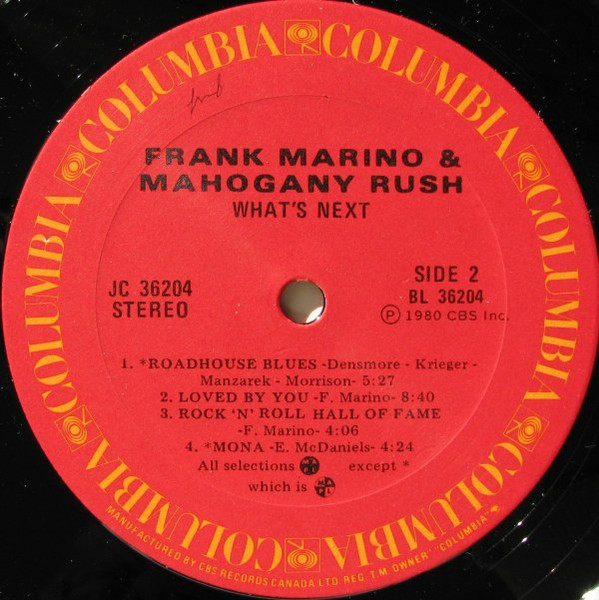 COLUMBIA COLUMBIA COLUMBIA COLUMBIA COLUMBIA COLUMBIA COLUMBIA COLUMBIA
FRANK MARINO &
MAHOGANY RUSH
WHAT'S NEXT
JC 36204
STEREO
SIDE 2
BL 36204
Ⓟ 1980 CBS Inc.
1. *ROADHOUSE BLUES -Densmore - Krieger -
Manzarek - Morrison- 5:27
2. LOVED BY YOU -F. Marino- 8:40
3. ROCK 'N' ROLL HALL OF FAME
-F. Marino- 4:06
4. *MONA -E. McDaniels- 4:24
All selections except *
which is
MANUFACTURED BY CBS RECORDS CANADA LTD. REG. T.M. OWNER "COLUMBIA"